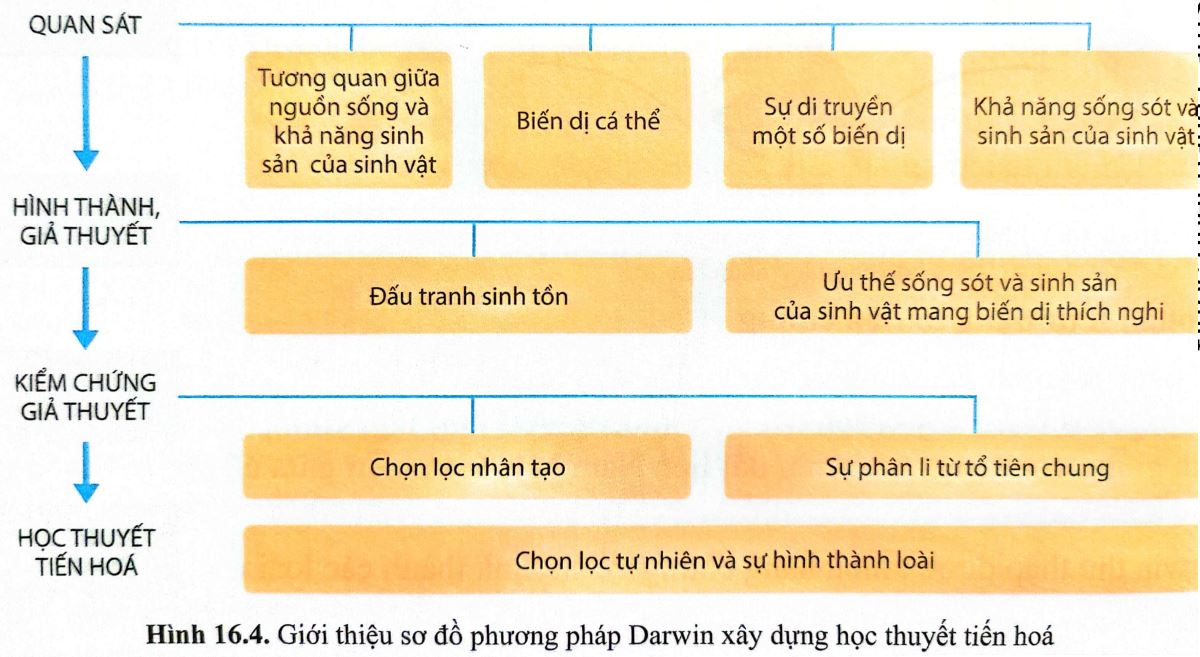 QUAN SÁT
Tương quan giữa
nguồn sống và
khả năng sinh
sản của sinh vật
Biến dị cá thể
Sự di truyền
một số biến dị
Khả năng sống sót và
sinh sản của sinh vật
HÌNH THÀNH,
GIẢ THUYẾT
Đấu tranh sinh tồn
Ưu thế sống sót và sinh sản
của sinh vật mang biến dị thích nghi
KIỂM CHỨNG
GIẢ THUYẾT
Chọn lọc nhân tạo
Sự phân li từ tổ tiên chung
HỌC THUYẾT
TIẾN HOÁ
Chọn lọc tự nhiên và sự hình thành loài
Hình 16.4. Giới thiệu sơ đồ phương pháp Darwin xây dựng học thuyết tiến hoá